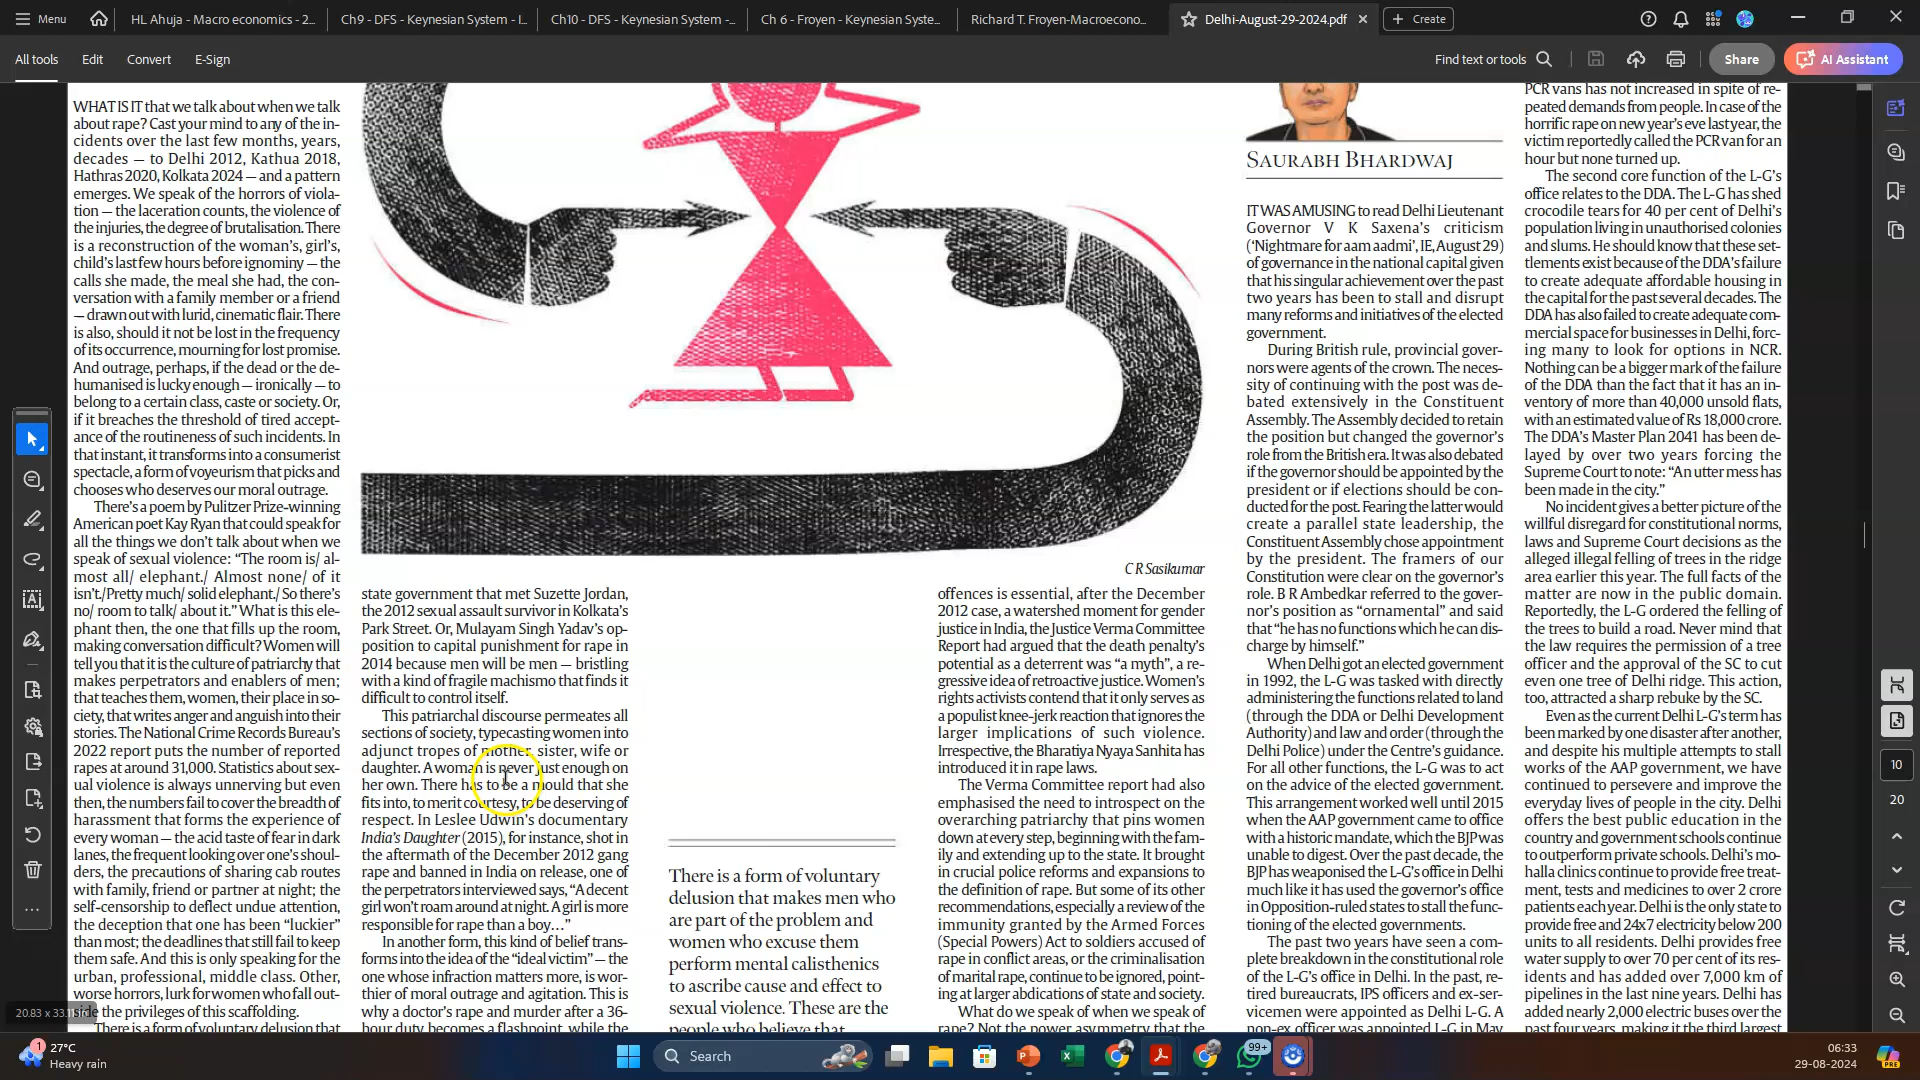 Menu
HL Ahuja - Macro economics - 2...
Ch9 - DFS - Keynesian System - I...
Ch10 - DFS - Keynesian System -...
Ch 6 - Froyen - Keynesian Syste...
Richard T. Froyen-Macroecono...
Delhi-August-29-2024.pdf
Create
All tools
Edit
Convert
E-Sign
Find text or tools
Share
AI Assistant
WHAT IS IT that we talk about when we talk
about rape? Cast your mind to any of the in-
cidents over the last few months, years,
decades — to Delhi 2012, Kathua 2018,
Hathras 2020, Kolkata 2024 — and a pattern
emerges. We speak of the horrors of viola-
tion — the laceration counts, the violence of
the injuries, the degree of brutalisation. There
is a reconstruction of the woman's, girl's,
child's last few hours before ignominy — the
calls she made, the meal she had, the con-
versation with a family member or a friend
— drawn out with lurid, cinematic flair. There
is also, should it not be lost in the frequency
of its occurrence, mourning for lost promise.
And outrage, perhaps, if the dead or the de-
humanised is lucky enough — ironically — to
belong to a certain class, caste or society. Or,
if it breaches the threshold of tired accept-
ance of the routineness of such incidents. In
that instant, it transforms into a consumerist
spectacle, a form of voyeurism that picks and
chooses who deserves our moral outrage.
There's a poem by Pulitzer Prize-winning
American poet Kay Ryan that could speak for
all the things we don't talk about when we
speak of sexual violence: “The room is/ al-
most all/ elephant./ Almost none/ of it
isn't./Pretty much/ solid elephant./ So there's
no/ room to talk/ about it.” What is this ele-
phant then, the one that fills up the room,
making conversation difficult? Women will
tell you that it is the culture of patriarchy that
makes perpetrators and enablers of men;
that teaches them, women, their place in so-
ciety, that writes anger and anguish into their
stories. The National Crime Records Bureau's
2022 report puts the number of reported
rapes at around 31,000. Statistics about sex-
ual violence is always unnerving but even
then, the numbers fail to cover the breadth of
harassment that forms the experience of
every woman — the acid taste of fear in dark
lanes, the frequent looking over one's shoul-
ders, the precautions of sharing cab routes
with family, friend or partner at night; the
self-censorship to deflect undue attention,
the deception that one has been “luckier”
than most; the deadlines that still fail to keep
them safe. And this is only speaking for the
urban, professional, middle class. Other,
worse horrors, lurk for women who fall out-
side the privileges of this scaffolding.
There is a form of voluntary delusion that
C R Sasikumar
state government that met Suzette Jordan,
the 2012 sexual assault survivor in Kolkata's
Park Street. Or, Mulayam Singh Yadav's op-
position to capital punishment for rape in
2014 because men will be men — bristling
with a kind of fragile machismo that finds it
difficult to control itself.
This patriarchal discourse permeates all
sections of society, typecasting women into
adjunct tropes of mother, sister, wife or
daughter. A woman is never just enough on
her own. There has to be a mould that she
fits into, to merit courtesy, to be deserving of
respect. In Leslee Udwin's documentary
India's Daughter (2015), for instance, shot in
the aftermath of the December 2012 gang
rape and banned in India on release, one of
the perpetrators interviewed says, “A decent
girl won't roam around at night. A girl is more
responsible for rape than a boy…”
In another form, this kind of belief trans-
forms into the idea of the “ideal victim” — the
one whose infraction matters more, is wor-
thier of moral outrage and agitation. This is
why a doctor's rape and murder after a 36-
hour duty becomes a flashpoint, while the
There is a form of voluntary
delusion that makes men who
are part of the problem and
women who excuse them
perform mental calisthenics
to ascribe cause and effect to
sexual violence. These are the
people who believe that
offences is essential, after the December
2012 case, a watershed moment for gender
justice in India, the Justice Verma Committee
Report had argued that the death penalty's
potential as a deterrent was “a myth”, a re-
gressive idea of retroactive justice. Women's
rights activists contend that it only serves as
a populist knee-jerk reaction that ignores the
larger implications of such violence.
Irrespective, the Bharatiya Nyaya Sanhita has
introduced it in rape laws.
The Verma Committee report had also
emphasised the need to introspect on the
overarching patriarchy that pins women
down at every step, beginning with the fam-
ily and extending up to the state. It brought
in crucial police reforms and expansions to
the definition of rape. But some of its other
recommendations, especially a review of the
immunity granted by the Armed Forces
(Special Powers) Act to soldiers accused of
rape in conflict areas, or the criminalisation
of marital rape, continue to be ignored, point-
ing at larger abdications of state and society.
What do we speak of when we speak of
rape? Not the power asymmetry that the
SAURABH BHARDWAJ
IT WAS AMUSING to read Delhi Lieutenant
Governor V K Saxena's criticism
('Nightmare for aam aadmi', IE, August 29)
of governance in the national capital given
that his singular achievement over the past
two years has been to stall and disrupt
many reforms and initiatives of the elected
government.
During British rule, provincial gover-
nors were agents of the crown. The neces-
sity of continuing with the post was de-
bated extensively in the Constituent
Assembly. The Assembly decided to retain
the position but changed the governor's
role from the British era. It was also debated
if the governor should be appointed by the
president or if elections should be con-
ducted for the post. Fearing the latter would
create a parallel state leadership, the
Constituent Assembly chose appointment
by the president. The framers of our
Constitution were clear on the governor's
role. B R Ambedkar referred to the gover-
nor's position as “ornamental” and said
that “he has no functions which he can dis-
charge by himself.”
When Delhi got an elected government
in 1992, the L-G was tasked with directly
administering the functions related to land
(through the DDA or Delhi Development
Authority) and law and order (through the
Delhi Police) under the Centre's guidance.
For all other functions, the L-G was to act
on the advice of the elected government.
This arrangement worked well until 2015
when the AAP government came to office
with a historic mandate, which the BJP was
unable to digest. Over the past decade, the
BJP has weaponised the L-G's office in Delhi
much like it has used the governor's office
in Opposition-ruled states to stall the func-
tioning of the elected governments.
The past two years have seen a com-
plete breakdown in the constitutional role
of the L-G's office in Delhi. In the past, re-
tired bureaucrats, IPS officers and ex-ser-
vicemen were appointed as Delhi L-G. A
non-ex officer was appointed L-G in May
PCR vans has not increased in spite of re-
peated demands from people. In case of the
horrific rape on new year's eve last year, the
victim reportedly called the PCR van for an
hour but none turned up.
The second core function of the L-G's
office relates to the DDA. The L-G has shed
crocodile tears for 40 per cent of Delhi's
population living in unauthorised colonies
and slums. He should know that these set-
tlements exist because of the DDA's failure
to create adequate affordable housing in
the capital for the past several decades. The
DDA has also failed to create adequate com-
mercial space for businesses in Delhi, forc-
ing many to look for options in NCR.
Nothing can be a bigger mark of the failure
of the DDA than the fact that it has an in-
ventory of more than 40,000 unsold flats,
with an estimated value of Rs 18,000 crore.
The DDA's Master Plan 2041 has been de-
layed by over two years forcing the
Supreme Court to note: “An utter mess has
been made in the city.”
No incident gives a better picture of the
willful disregard for constitutional norms,
laws and Supreme Court decisions as the
alleged illegal felling of trees in the ridge
area earlier this year. The full facts of the
matter are now in the public domain.
Reportedly, the L-G ordered the felling of
the trees to build a road. Never mind that
the law requires the permission of a tree
officer and the approval of the SC to cut
even one tree of Delhi ridge. This action,
too, attracted a sharp rebuke by the SC.
Even as the current Delhi L-G's term has
been marked by one disaster after another,
and despite his multiple attempts to stall
works of the AAP government, we have
continued to persevere and improve the
everyday lives of people in the city. Delhi
offers the best public education in the
country and government schools continue
to outperform private schools. Delhi's mo-
halla clinics continue to provide free treat-
ment, tests and medicines to over 2 crore
patients each year. Delhi is the only state to
provide free and 24x7 electricity below 200
units to all residents. Delhi provides free
water supply to over 70 per cent of its res-
idents and has added over 7,000 km of
pipelines in the last nine years. Delhi has
added nearly 2,000 electric buses over the
past four years, making it the third largest
10
20
27°C
Heavy rain
1
Search
99+
06:33
29-08-2024